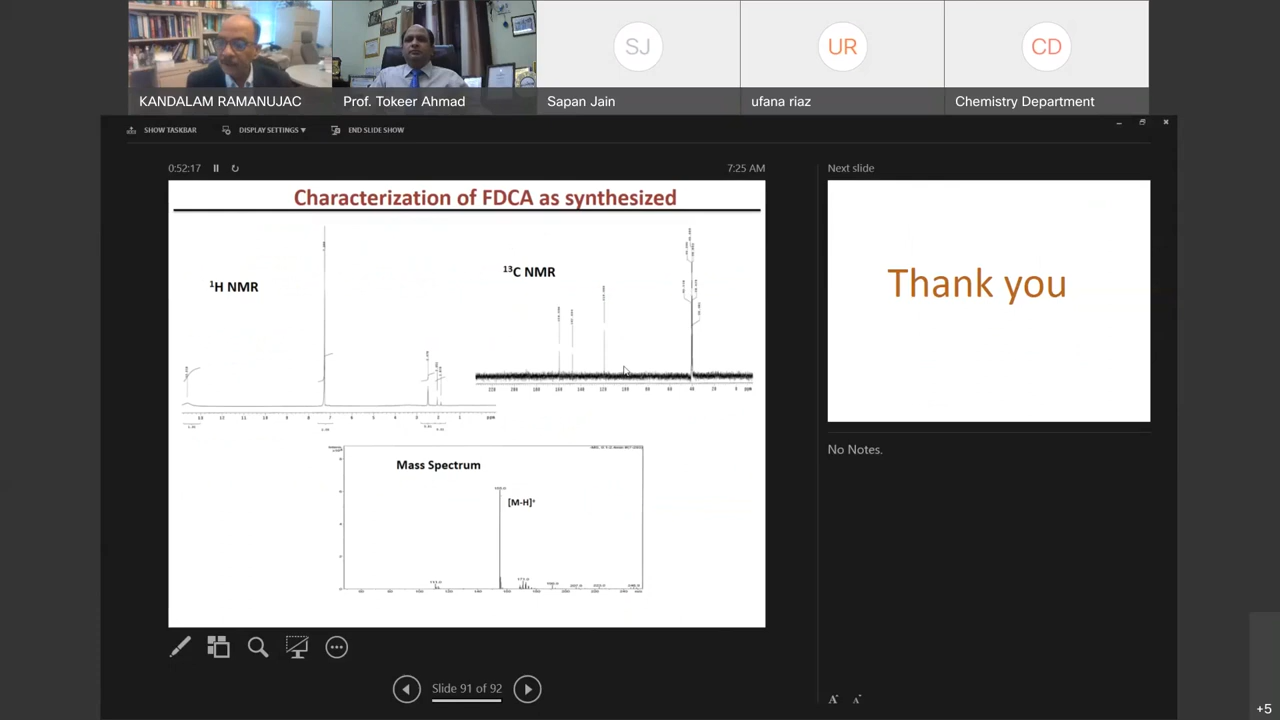 SJ
UR
CD
KANDALAM RAMANUJAC
Prof. Tokeer Ahmad
Sapan Jain
ufana riaz
Chemistry Department
SHOW TASKBAR
DISPLAY SETTINGS ▾
END SLIDE SHOW
0:52:17
7:25 AM
Next slide
Characterization of FDCA as synthesized
¹H NMR
¹³C NMR
Mass Spectrum
[M-H]⁺
Thank you
No Notes.
Slide 91 of 92
A A
+5